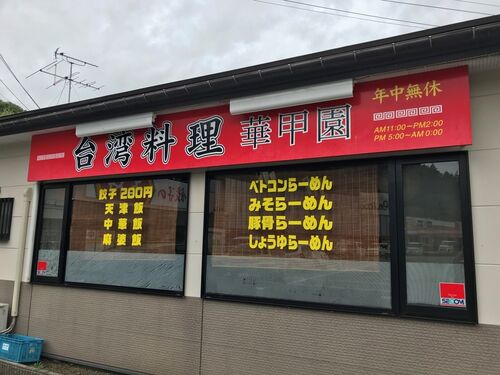 台湾料理 華甲園
年中無休
AM11:00~PM2:00
PM 5:00~AM0:00
餃子280円
天津飯
中華飯
麻婆飯
ベトコンらーめん
みそらーめん
豚骨らーめん
しょうゆらーめん
SECOM